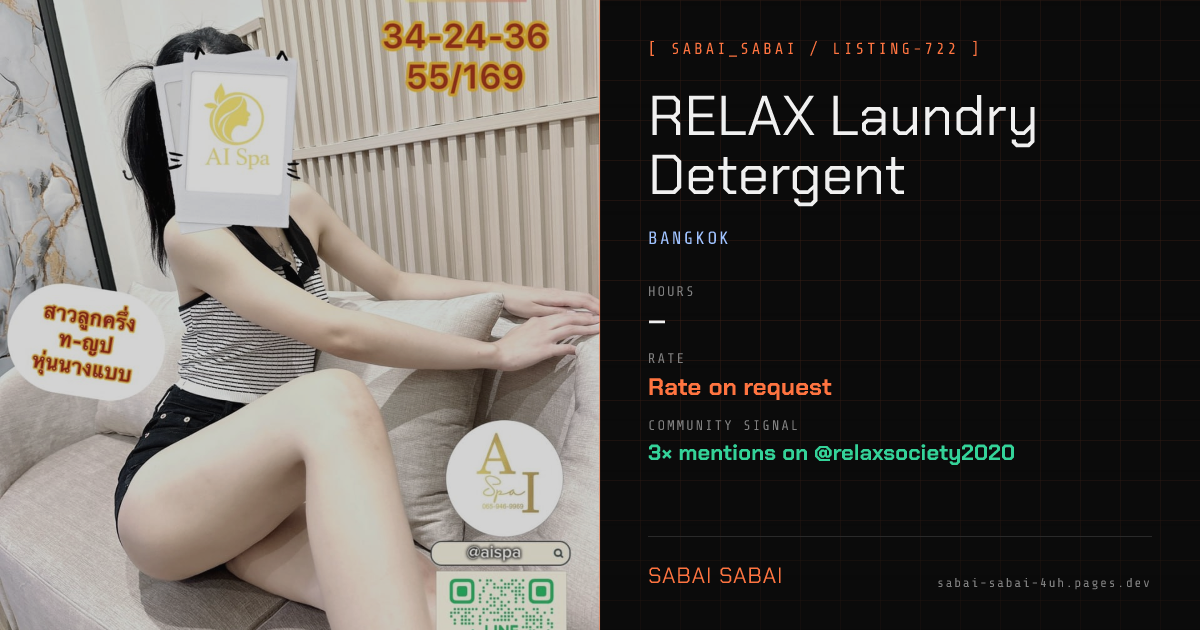 34-24-36
55/169
AI Spa
สาวลูกครึ่ง
ท-ญป
หุ่นนางแบบ
A
Spa
I
@aispa
LINE
[ SABAI_SABAI / LISTING-722 ]
RELAX Laundry
Detergent
BANGKOK
HOURS
—
RATE
Rate on request
COMMUNITY SIGNAL
3× mentions on @relaxsociety2020
SABAI SABAI
sabai-sabai-4uh.pages.dev